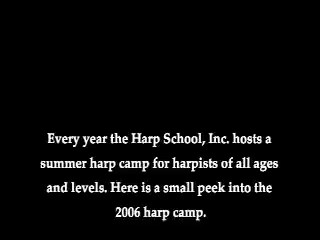 Every year the Harp School, Inc. hosts a
summer harp camp for harpists of all ages
and levels. Here is a small peek into the
2006 harp camp.